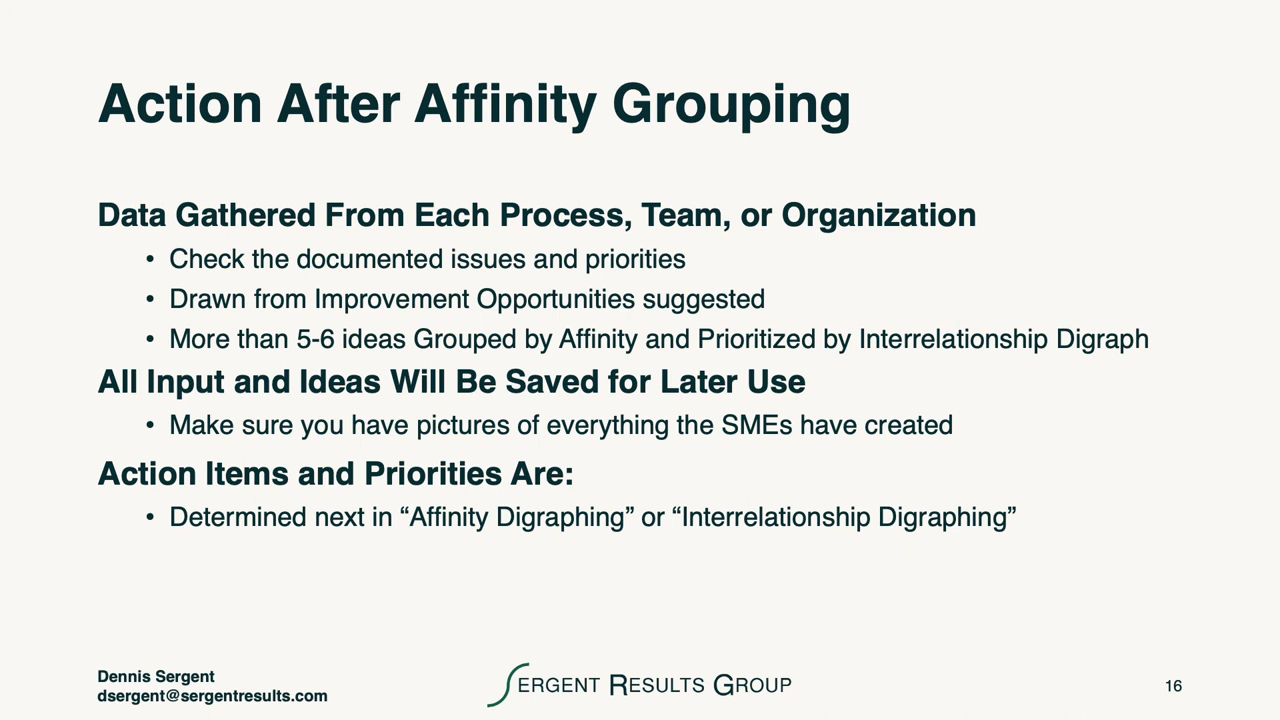 Action After Affinity Grouping
Data Gathered From Each Process, Team, or Organization
• Check the documented issues and priorities
• Drawn from Improvement Opportunities suggested
• More than 5-6 ideas Grouped by Affinity and Prioritized by Interrelationship Digraph
All Input and Ideas Will Be Saved for Later Use
• Make sure you have pictures of everything the SMEs have created
Action Items and Priorities Are:
• Determined next in “Affinity Digraphing” or “Interrelationship Digraphing”
Dennis Sergent
dsergent@sergentresults.com
SERGENT RESULTS GROUP
16